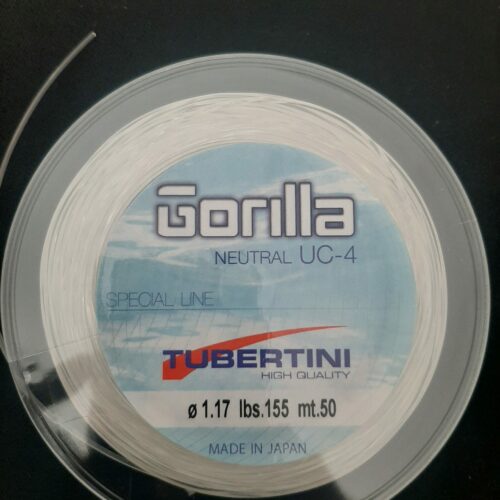 Gorilla
NEUTRAL UC-4
SPECIAL LINE
TUBERTINI
HIGH QUALITY
ø 1.17 lbs.155 mt.50
MADE IN JAPAN